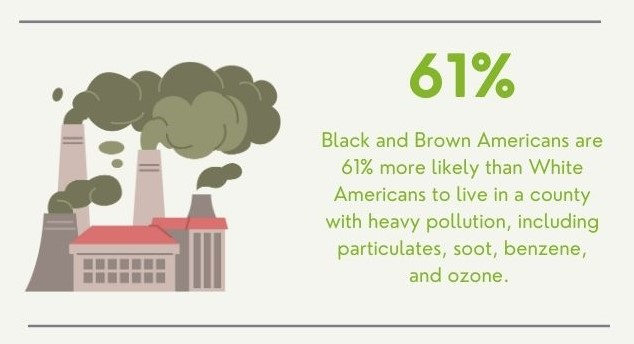 61%
Black and Brown Americans are
61% more likely than White
Americans to live in a county
with heavy pollution, including
particulates, soot, benzene,
and ozone.